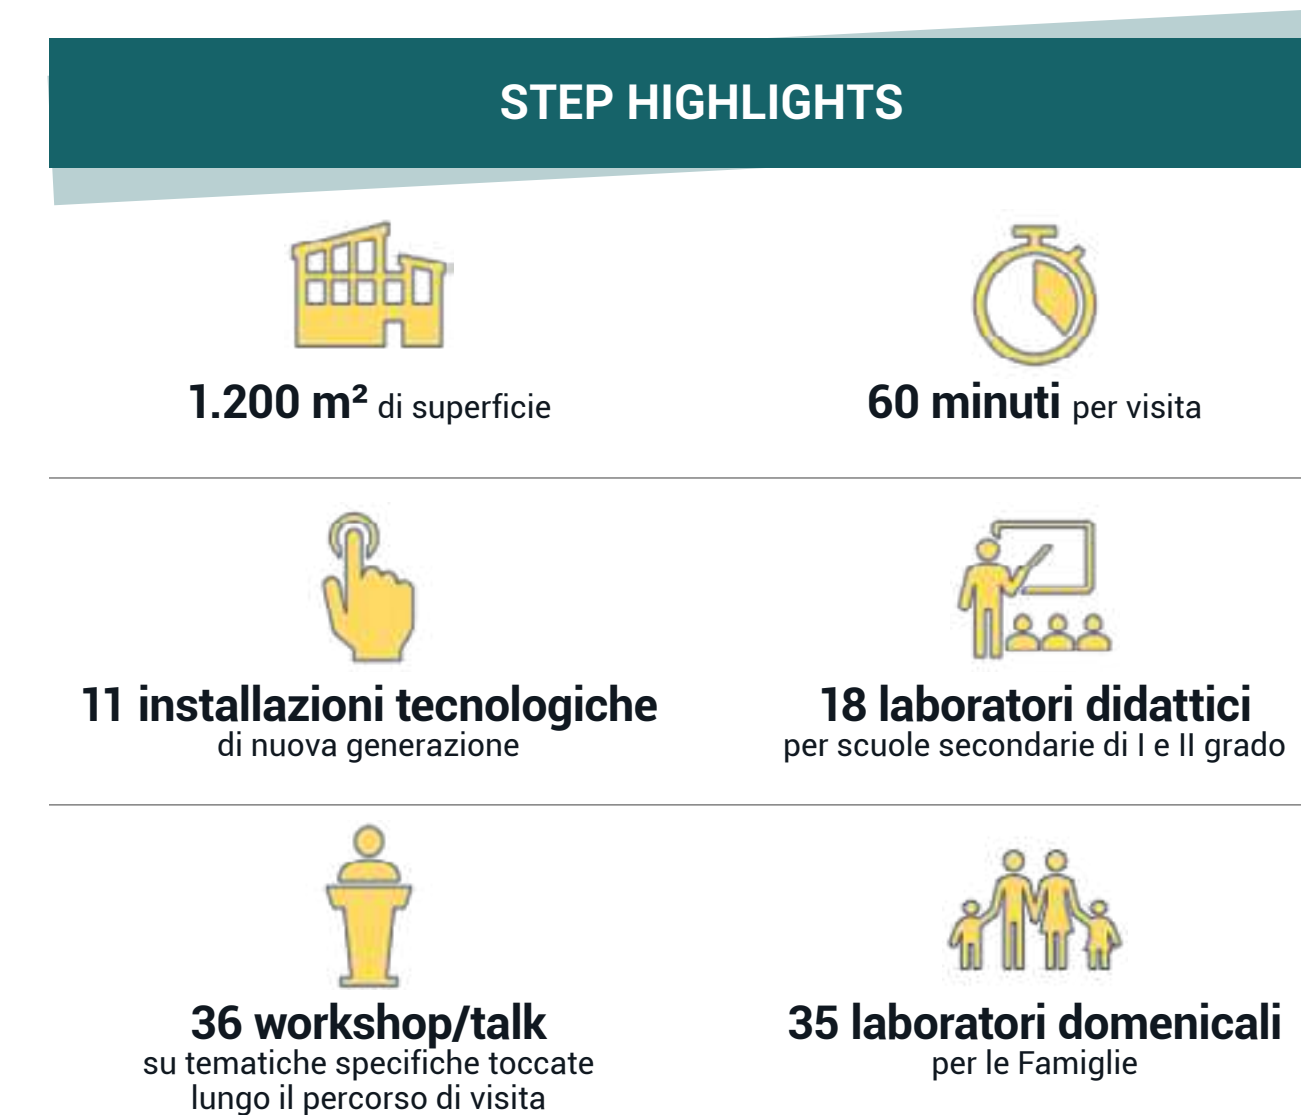 STEP HIGHLIGHTS
1.200 m² di superficie
60 minuti per visita
11 installazioni tecnologiche
di nuova generazione
18 laboratori didattici
per scuole secondarie di I e II grado
36 workshop/talk
su tematiche specifiche toccate
lungo il percorso di visita
35 laboratori domenicali
per le Famiglie